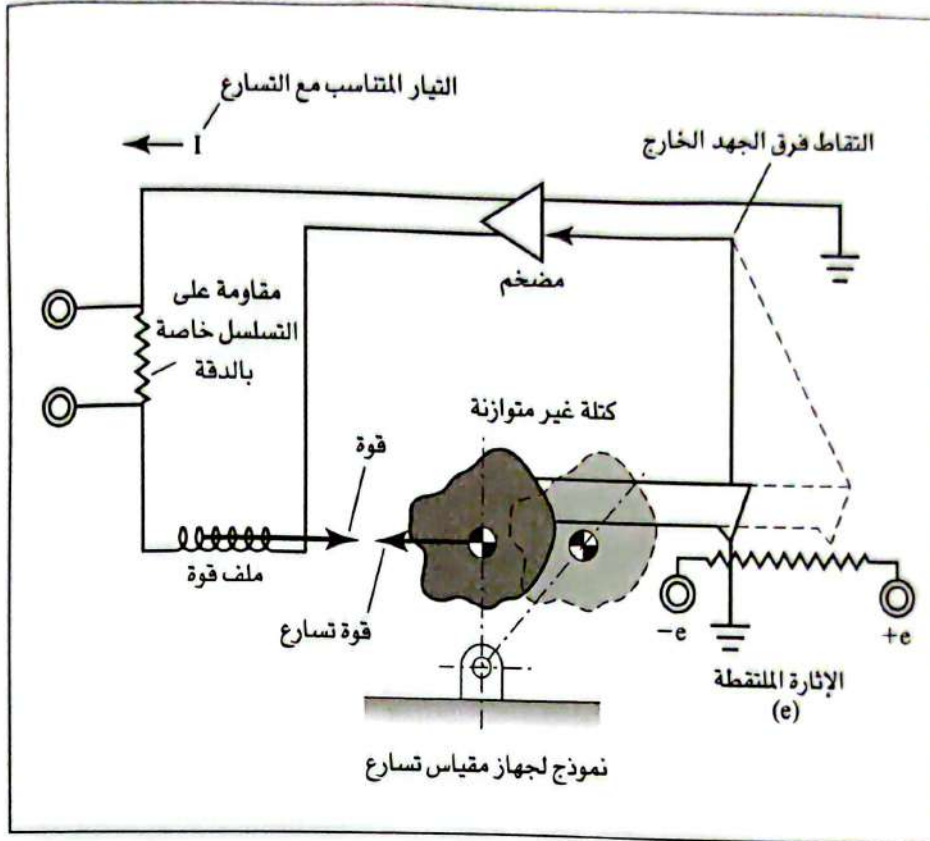 التيار المتناسب مع التسارع
I
التقاط فرق الجهد الخارج
مضخم
مقاومة على
التسلسل خاصة
بالدقة
كتلة غير متوازنة
قوة
ملف قوة
قوة تسارع
−e
+e
الإثارة الملتقطة
(e)
نموذج لجهاز مقياس تسارع